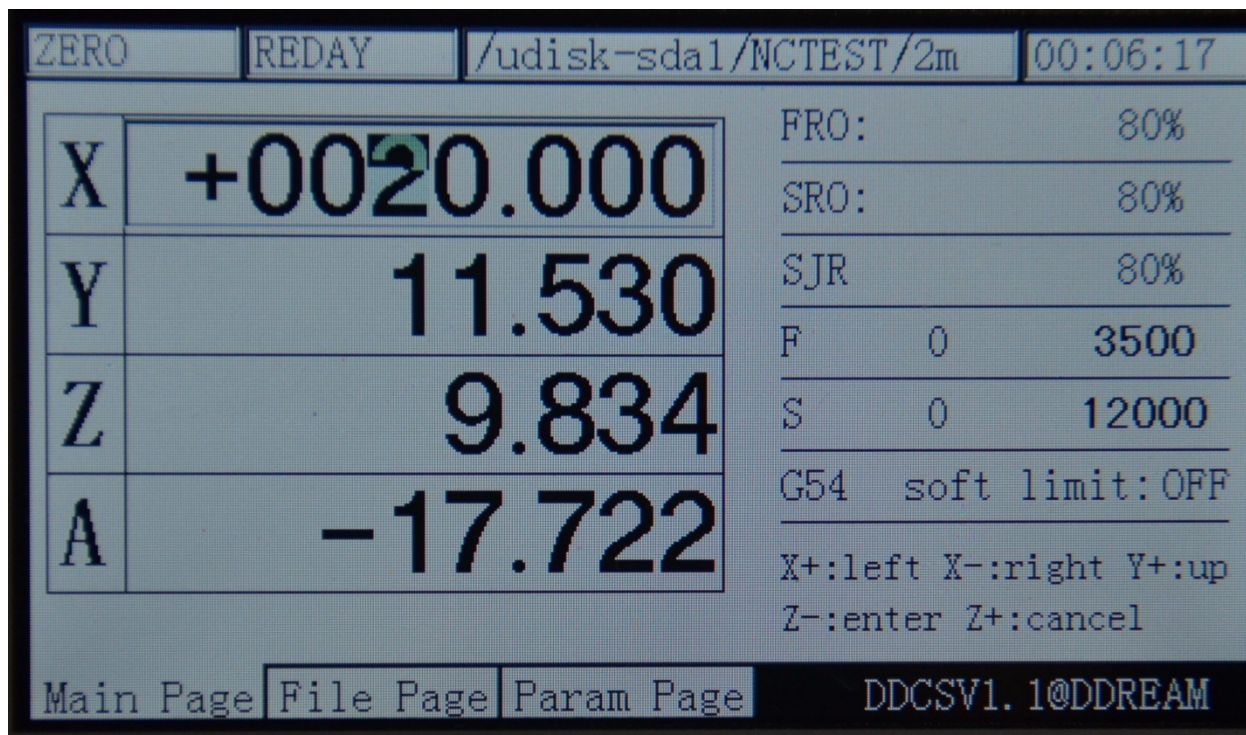 ZERO REDAY /udisk-sda1/NCTEST/2m 00:06:17
X +0020.000
Y 11.530
Z 9.834
A -17.722
FRO: 80%
SRO: 80%
SJR 80%
F 0 3500
S 0 12000
G54 soft limit:OFF
X+:left X-:right Y+:up
Z-:enter Z+:cancel
Main Page File Page Param Page DDCSV1.1@DDREAM